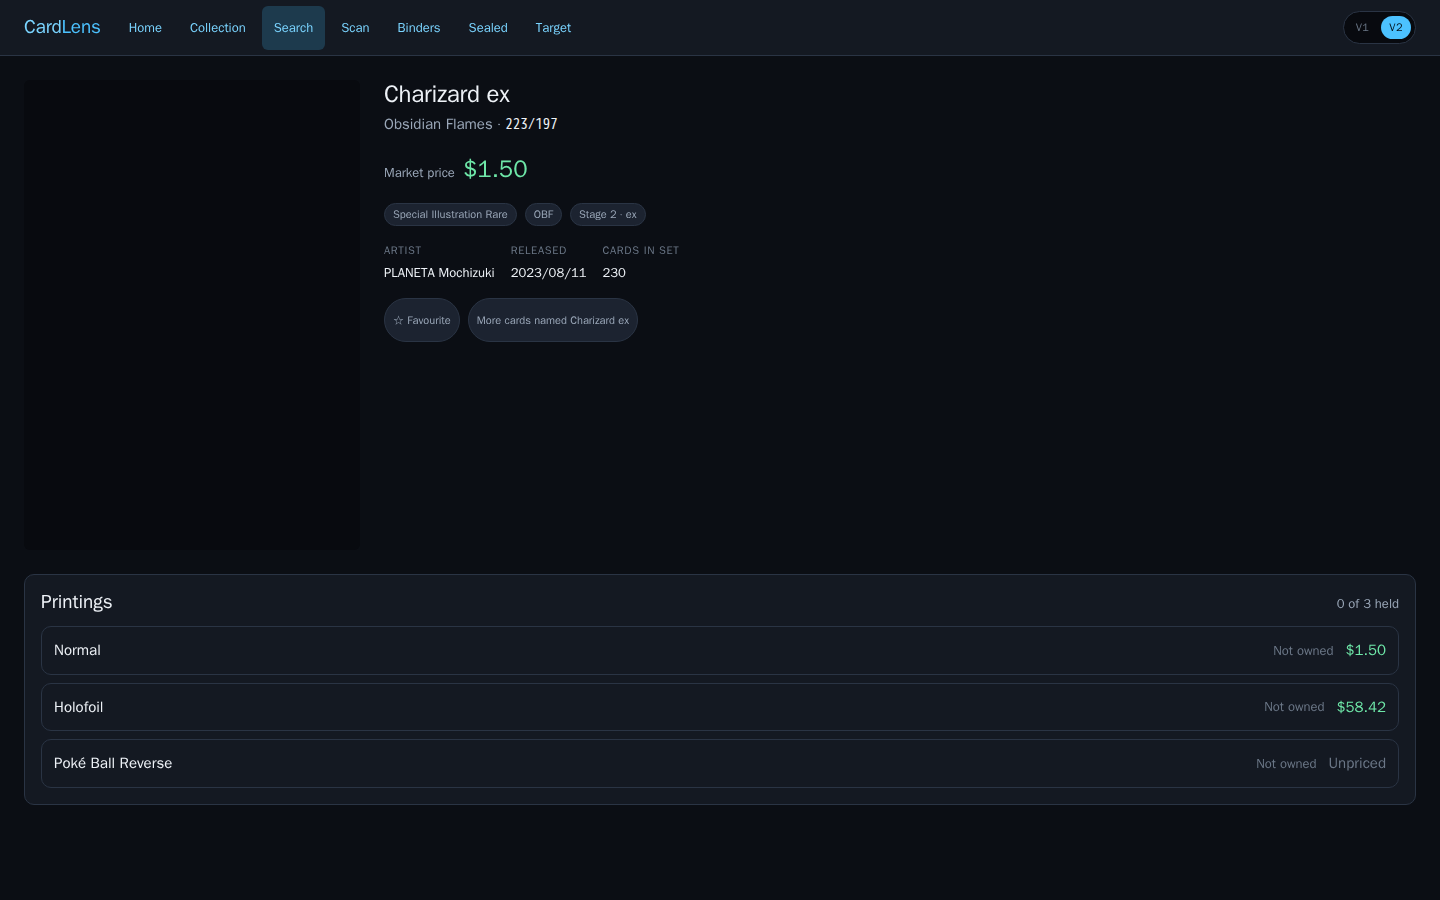 CardLens Home Collection Search Scan Binders Sealed Target V1 V2
Charizard ex
Obsidian Flames · 223/197
Market price $1.50
Special Illustration Rare OBF Stage 2 · ex
ARTIST RELEASED CARDS IN SET
PLANETA Mochizuki 2023/08/11 230
☆ Favourite More cards named Charizard ex
Printings 0 of 3 held
Normal Not owned $1.50
Holofoil Not owned $58.42
Poké Ball Reverse Not owned Unpriced